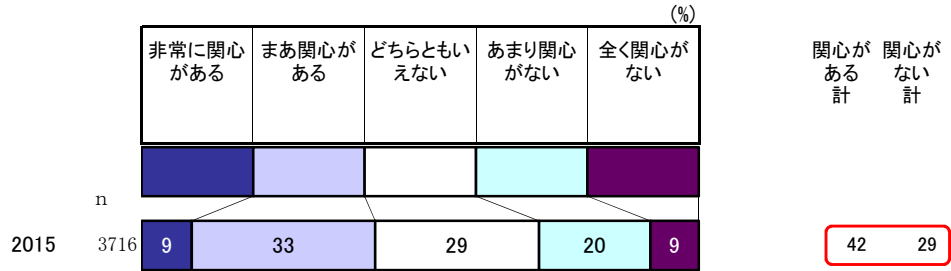 (%)
非常に関心
がある
まあ関心が
ある
どちらともい
えない
あまり関心
がない
全く関心が
ない
関心が
ある
計
関心が
ない
計
n
2015 3716 9 33 29 20 9 42 29